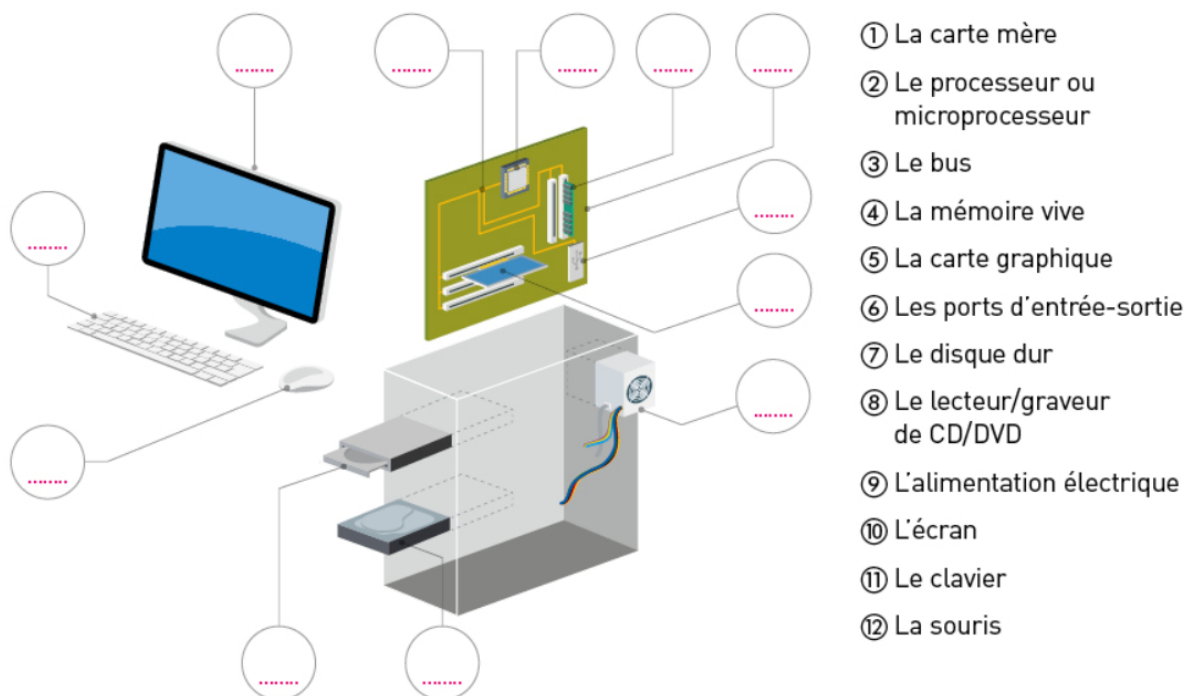 ① La carte mère
② Le processeur ou
microprocesseur
③ Le bus
④ La mémoire vive
⑤ La carte graphique
⑥ Les ports d'entrée-sortie
⑦ Le disque dur
⑧ Le lecteur/graveur
de CD/DVD
⑨ L'alimentation électrique
⑩ L'écran
⑪ Le clavier
⑫ La souris